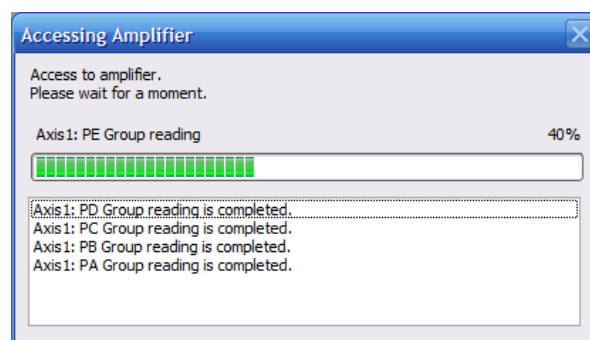 Accessing Amplifier
Access to amplifier.
Please wait for a moment.
Axis1: PE Group reading 40%
Axis1: PD Group reading is completed.
Axis1: PC Group reading is completed.
Axis1: PB Group reading is completed.
Axis1: PA Group reading is completed.